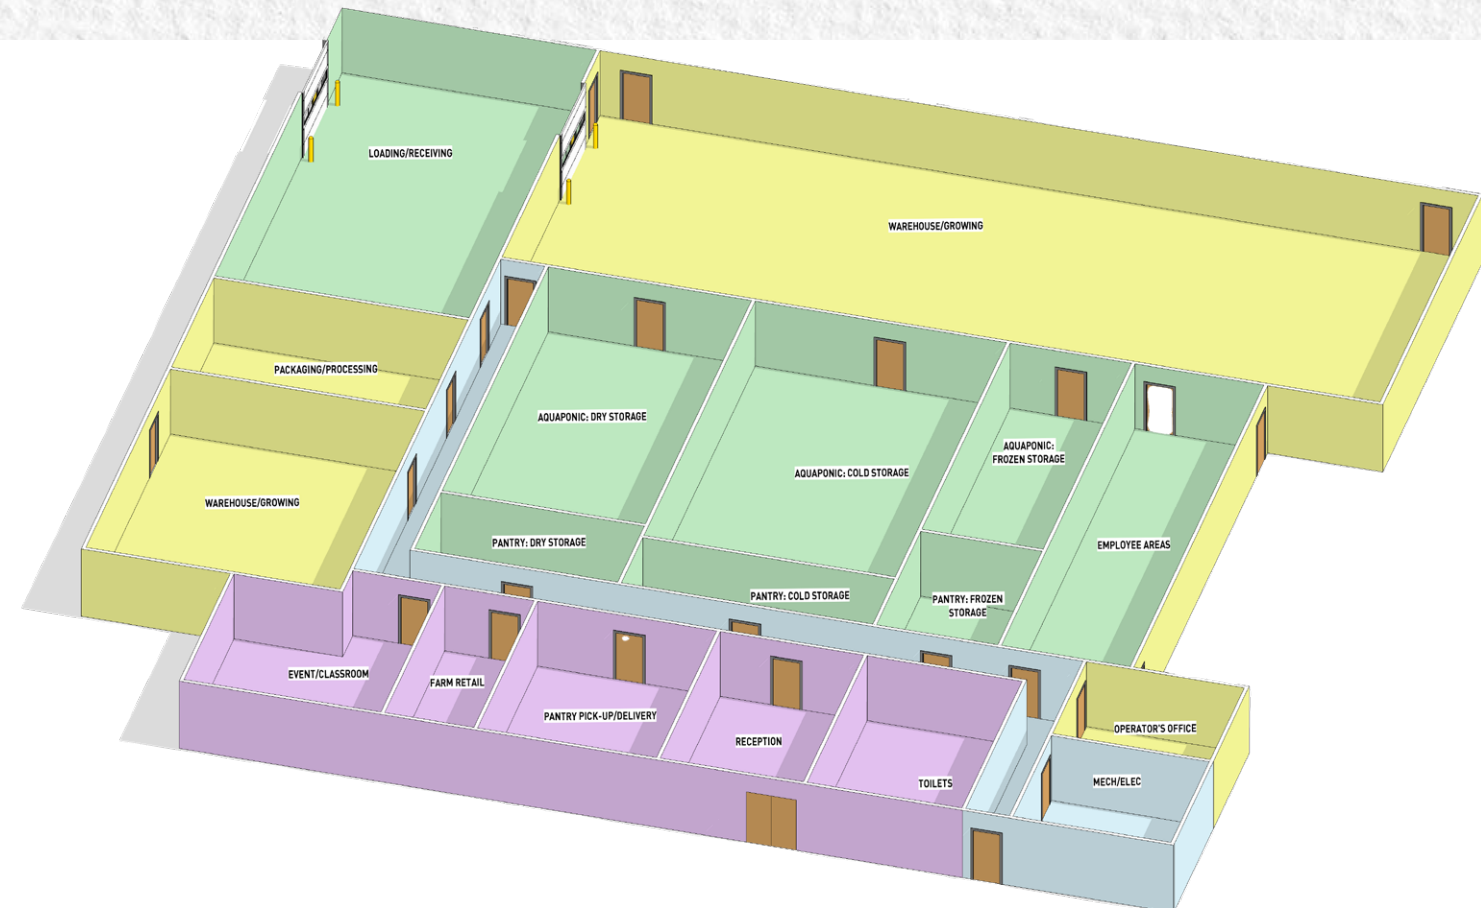 LOADING/RECEIVING
WAREHOUSE/GROWING
PACKAGING/PROCESSING
AQUAPONIC: DRY STORAGE
AQUAPONIC:
FROZEN STORAGE
AQUAPONIC: COLD STORAGE
WAREHOUSE/GROWING
PANTRY: DRY STORAGE
EMPLOYEE AREAS
PANTRY: COLD STORAGE
PANTRY: FROZEN
STORAGE
EVENT/CLASSROOM
FARM RETAIL
PANTRY PICK-UP/DELIVERY
RECEPTION
OPERATOR'S OFFICE
TOILETS
MECH/ELEC